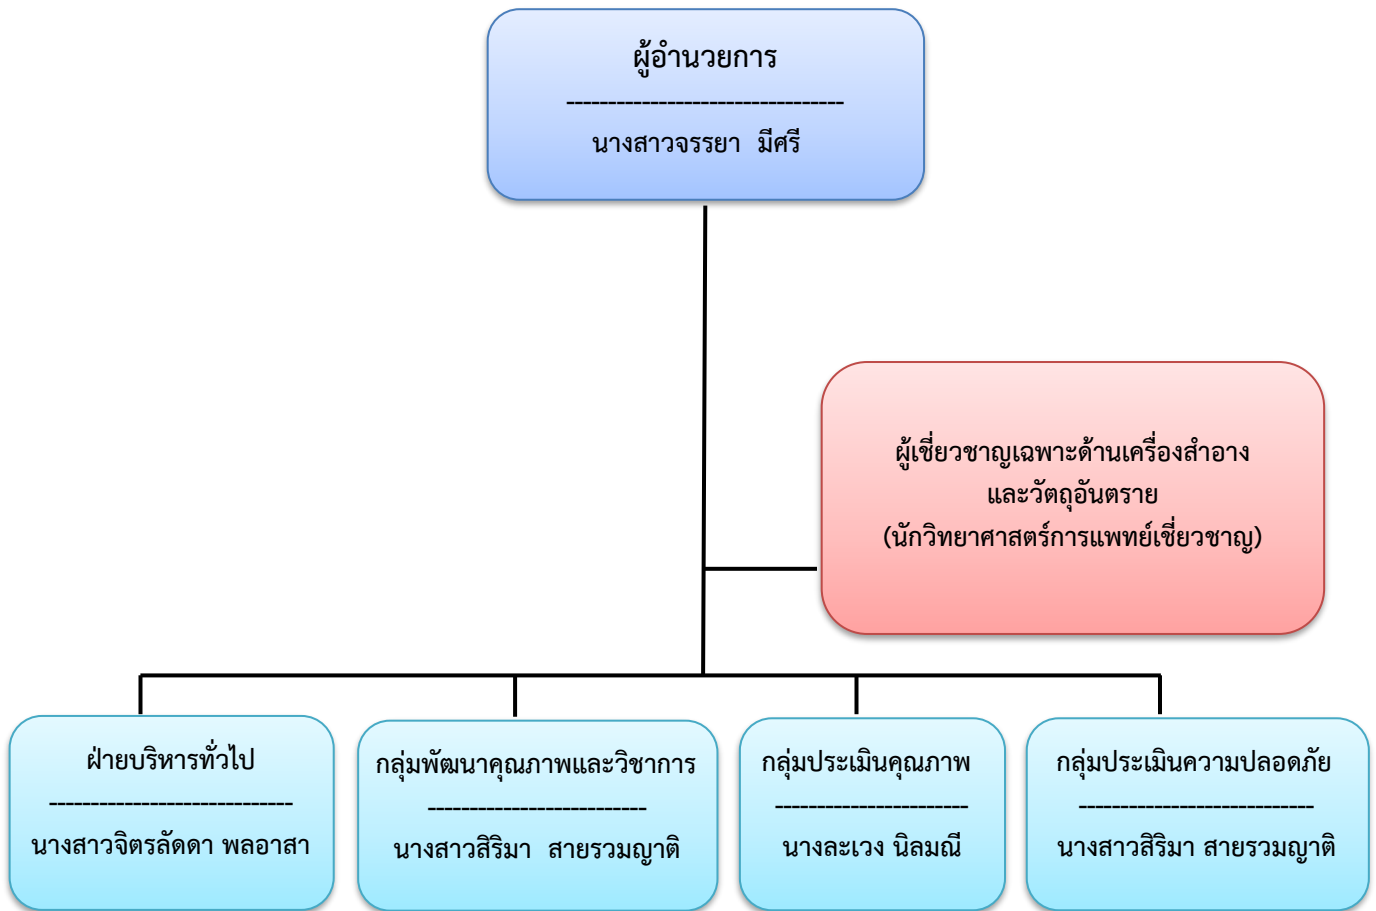 ผู้อำนวยการ
---------------------------------
นางสาวจรรยา  มีศรี
ผู้เชี่ยวชาญเฉพาะด้านเครื่องสำอาง
และวัตถุอันตราย
(นักวิทยาศาสตร์การแพทย์เชี่ยวชาญ)
ฝ่ายบริหารทั่วไป
-----------------------------
นางสาวจิตรลัดดา พลอาสา
กลุ่มพัฒนาคุณภาพและวิชาการ
--------------------------
นางสาวสิริมา  สายรวมญาติ
กลุ่มประเมินคุณภาพ
-----------------------
นางละเวง นิลมณี
กลุ่มประเมินความปลอดภัย
----------------------------
นางสาวสิริมา สายรวมญาติ